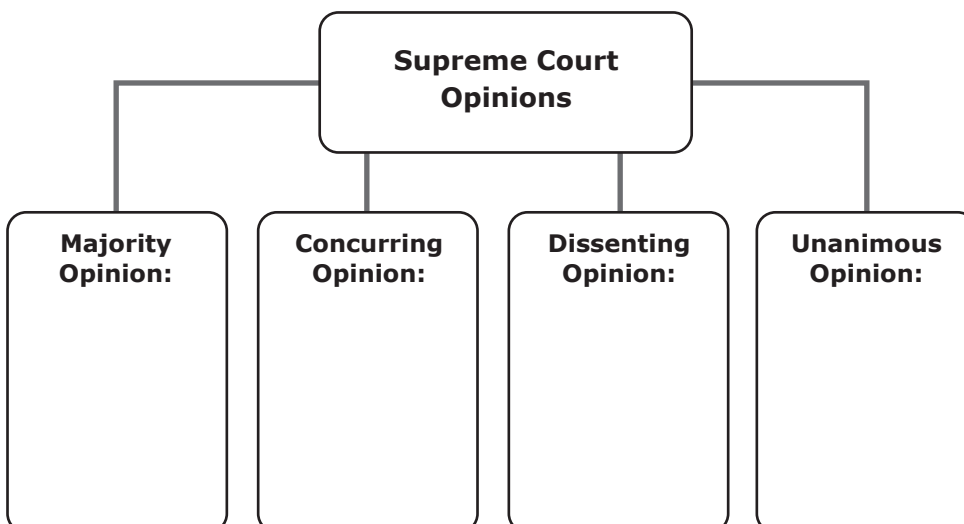 Supreme Court
Opinions
Majority
Opinion:
Concurring
Opinion:
Dissenting
Opinion:
Unanimous
Opinion: